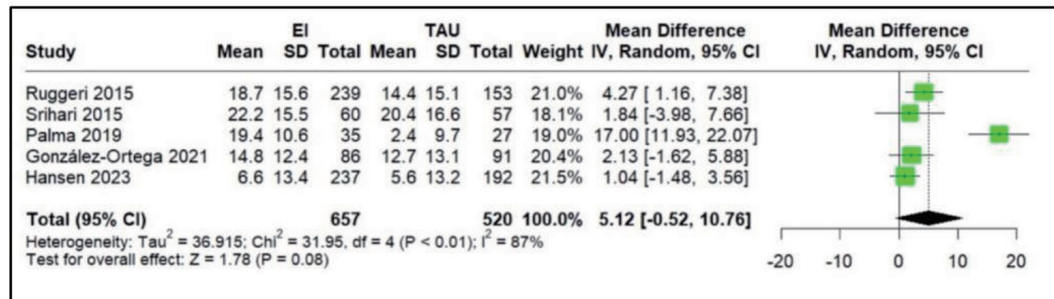 EI TAU Mean Difference Mean Difference
Study Mean SD Total Mean SD Total Weight IV, Random, 95% CI IV, Random, 95% CI
Ruggeri 2015 18.7 15.6 239 14.4 15.1 153 21.0% 4.27 [ 1.16, 7.38]
Srihari 2015 22.2 15.5 60 20.4 16.6 57 18.1% 1.84 [-3.98, 7.66]
Palma 2019 19.4 10.6 35 2.4 9.7 27 19.0% 17.00 [11.93, 22.07]
González-Ortega 2021 14.8 12.4 86 12.7 13.1 91 20.4% 2.13 [-1.62, 5.88]
Hansen 2023 6.6 13.4 237 5.6 13.2 192 21.5% 1.04 [-1.48, 3.56]
Total (95% CI) 657 520 100.0% 5.12 [-0.52, 10.76]
Heterogeneity: Tau² = 36.915; Chi² = 31.95, df = 4 (P < 0.01); I² = 87%
Test for overall effect: Z = 1.78 (P = 0.08)
-20 -10 0 10 20